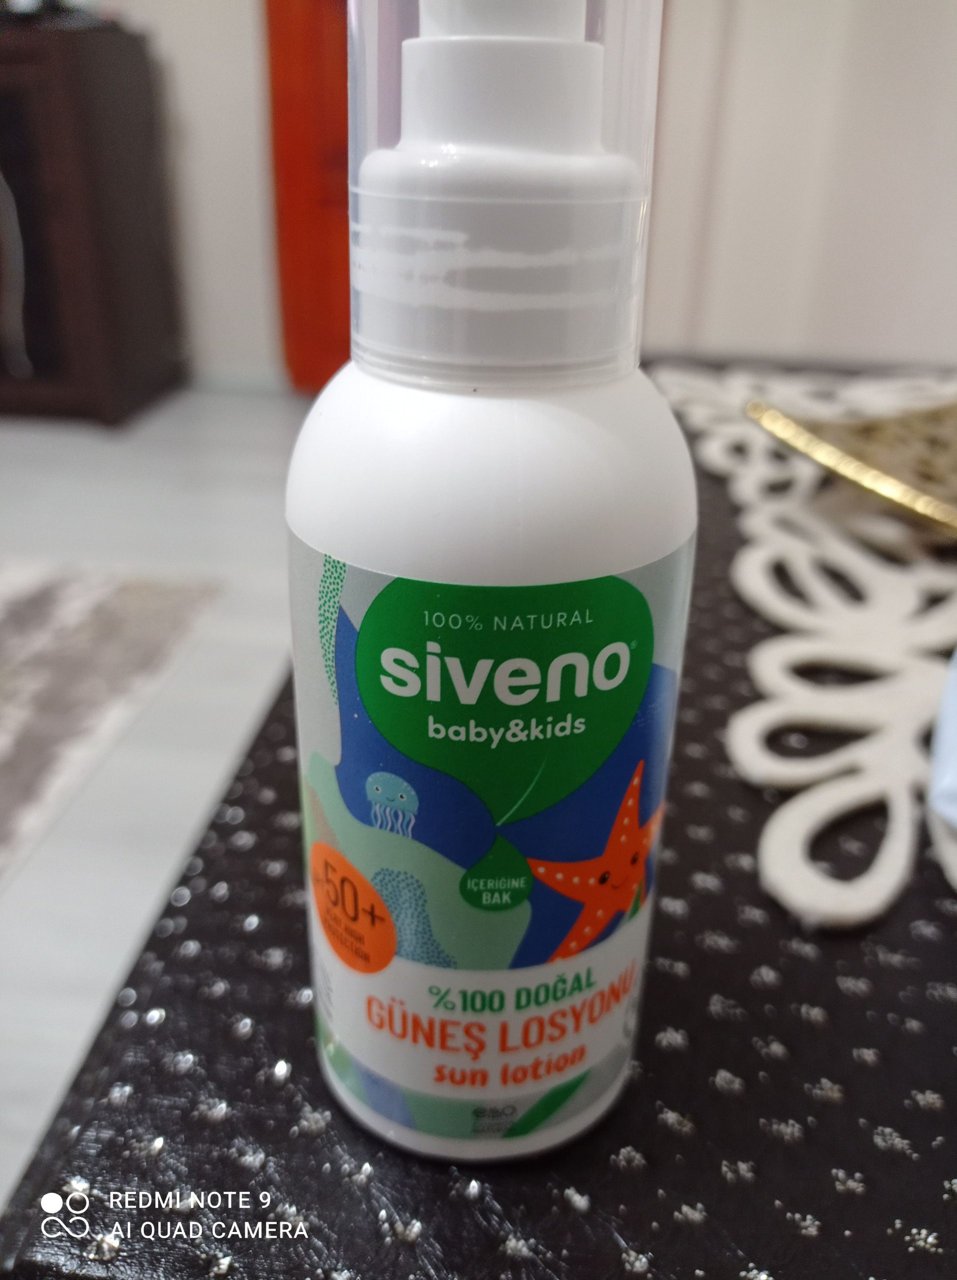 100% NATURAL
siveno
baby&kids
50+
İÇERİĞİNE
BAK
%100 DOĞAL
GÜNEŞ LOSYONU
sun lotion
REDMI NOTE 9
AI QUAD CAMERA